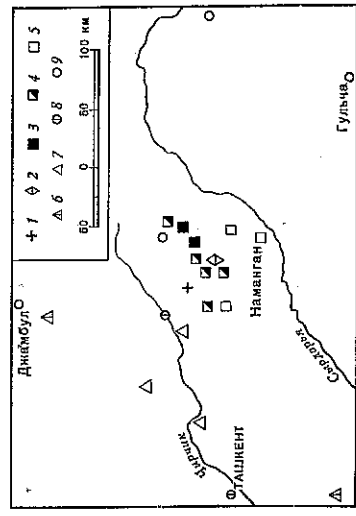 1 2 3 4 5
6 7 8 9
50 0 50 100 км
Джамбул
Чирчик
ТАШКЕНТ
Наманган
Сырдарья
Гульча